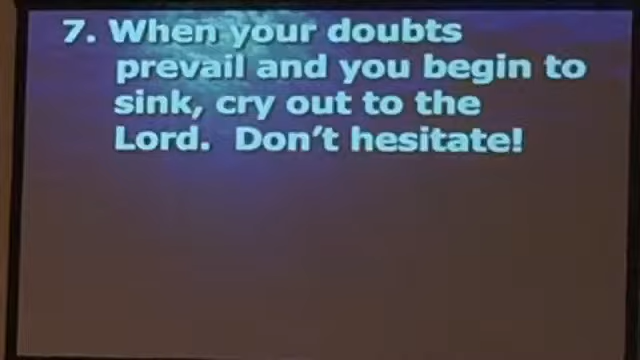 7. When your doubts
prevail and you begin to
sink, cry out to the
Lord. Don't hesitate!